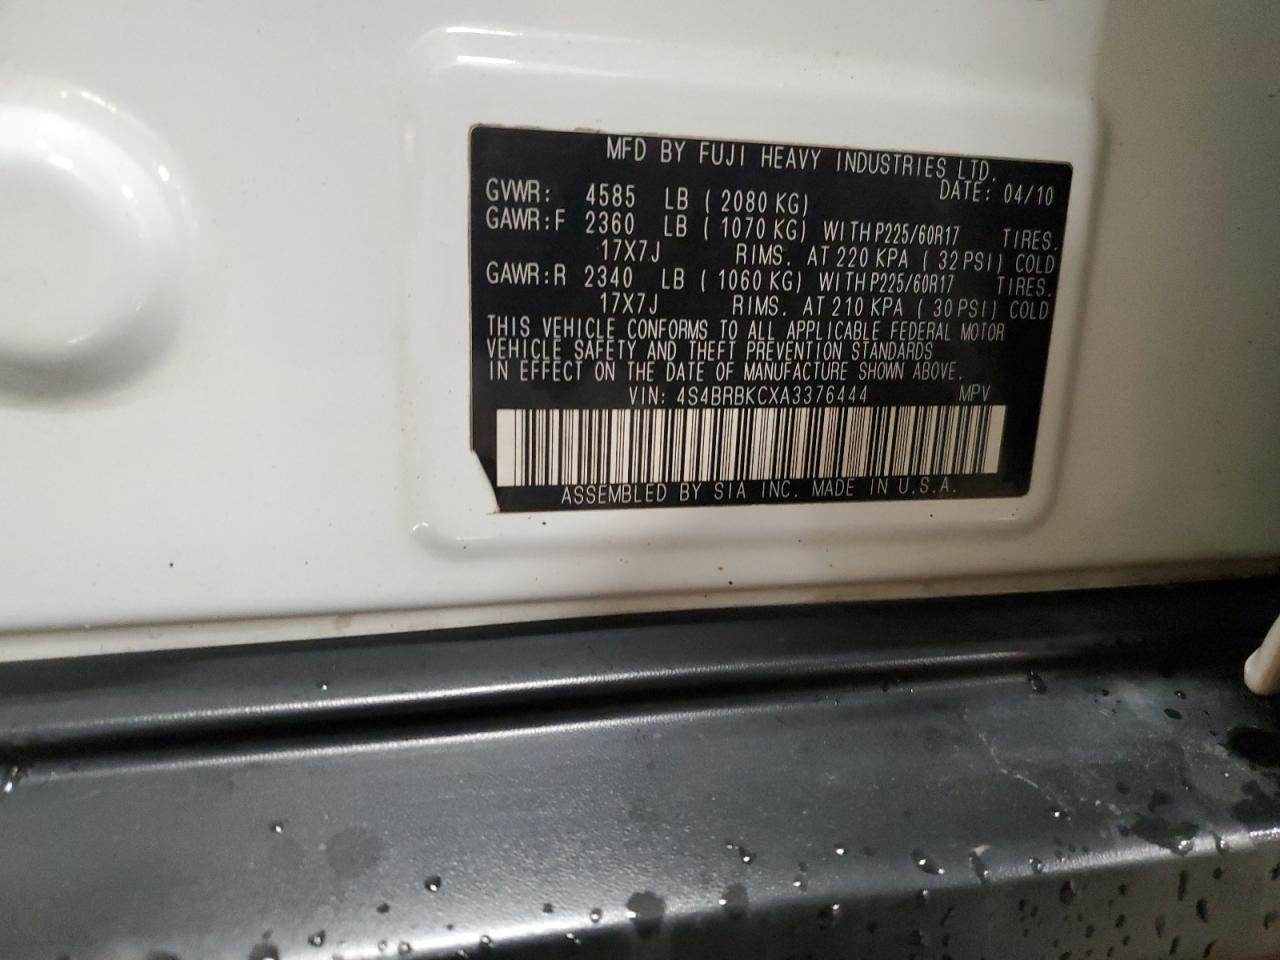 MFD BY FUJI HEAVY INDUSTRIES LTD.
DATE: 04/10
GVWR: 4585 LB ( 2080 KG)
GAWR:F 2360 LB ( 1070 KG) WITH P225/60R17 TIRES.
17X7J RIMS. AT 220 KPA ( 32 PSI) COLD
GAWR:R 2340 LB ( 1060 KG) WITH P225/60R17 TIRES.
17X7J RIMS. AT 210 KPA ( 30 PSI) COLD
THIS VEHICLE CONFORMS TO ALL APPLICABLE FEDERAL MOTOR
VEHICLE SAFETY AND THEFT PREVENTION STANDARDS
IN EFFECT ON THE DATE OF MANUFACTURE SHOWN ABOVE.
VIN: 4S4BRBKCXA3376444 MPV
ASSEMBLED BY SIA INC. MADE IN U.S.A.